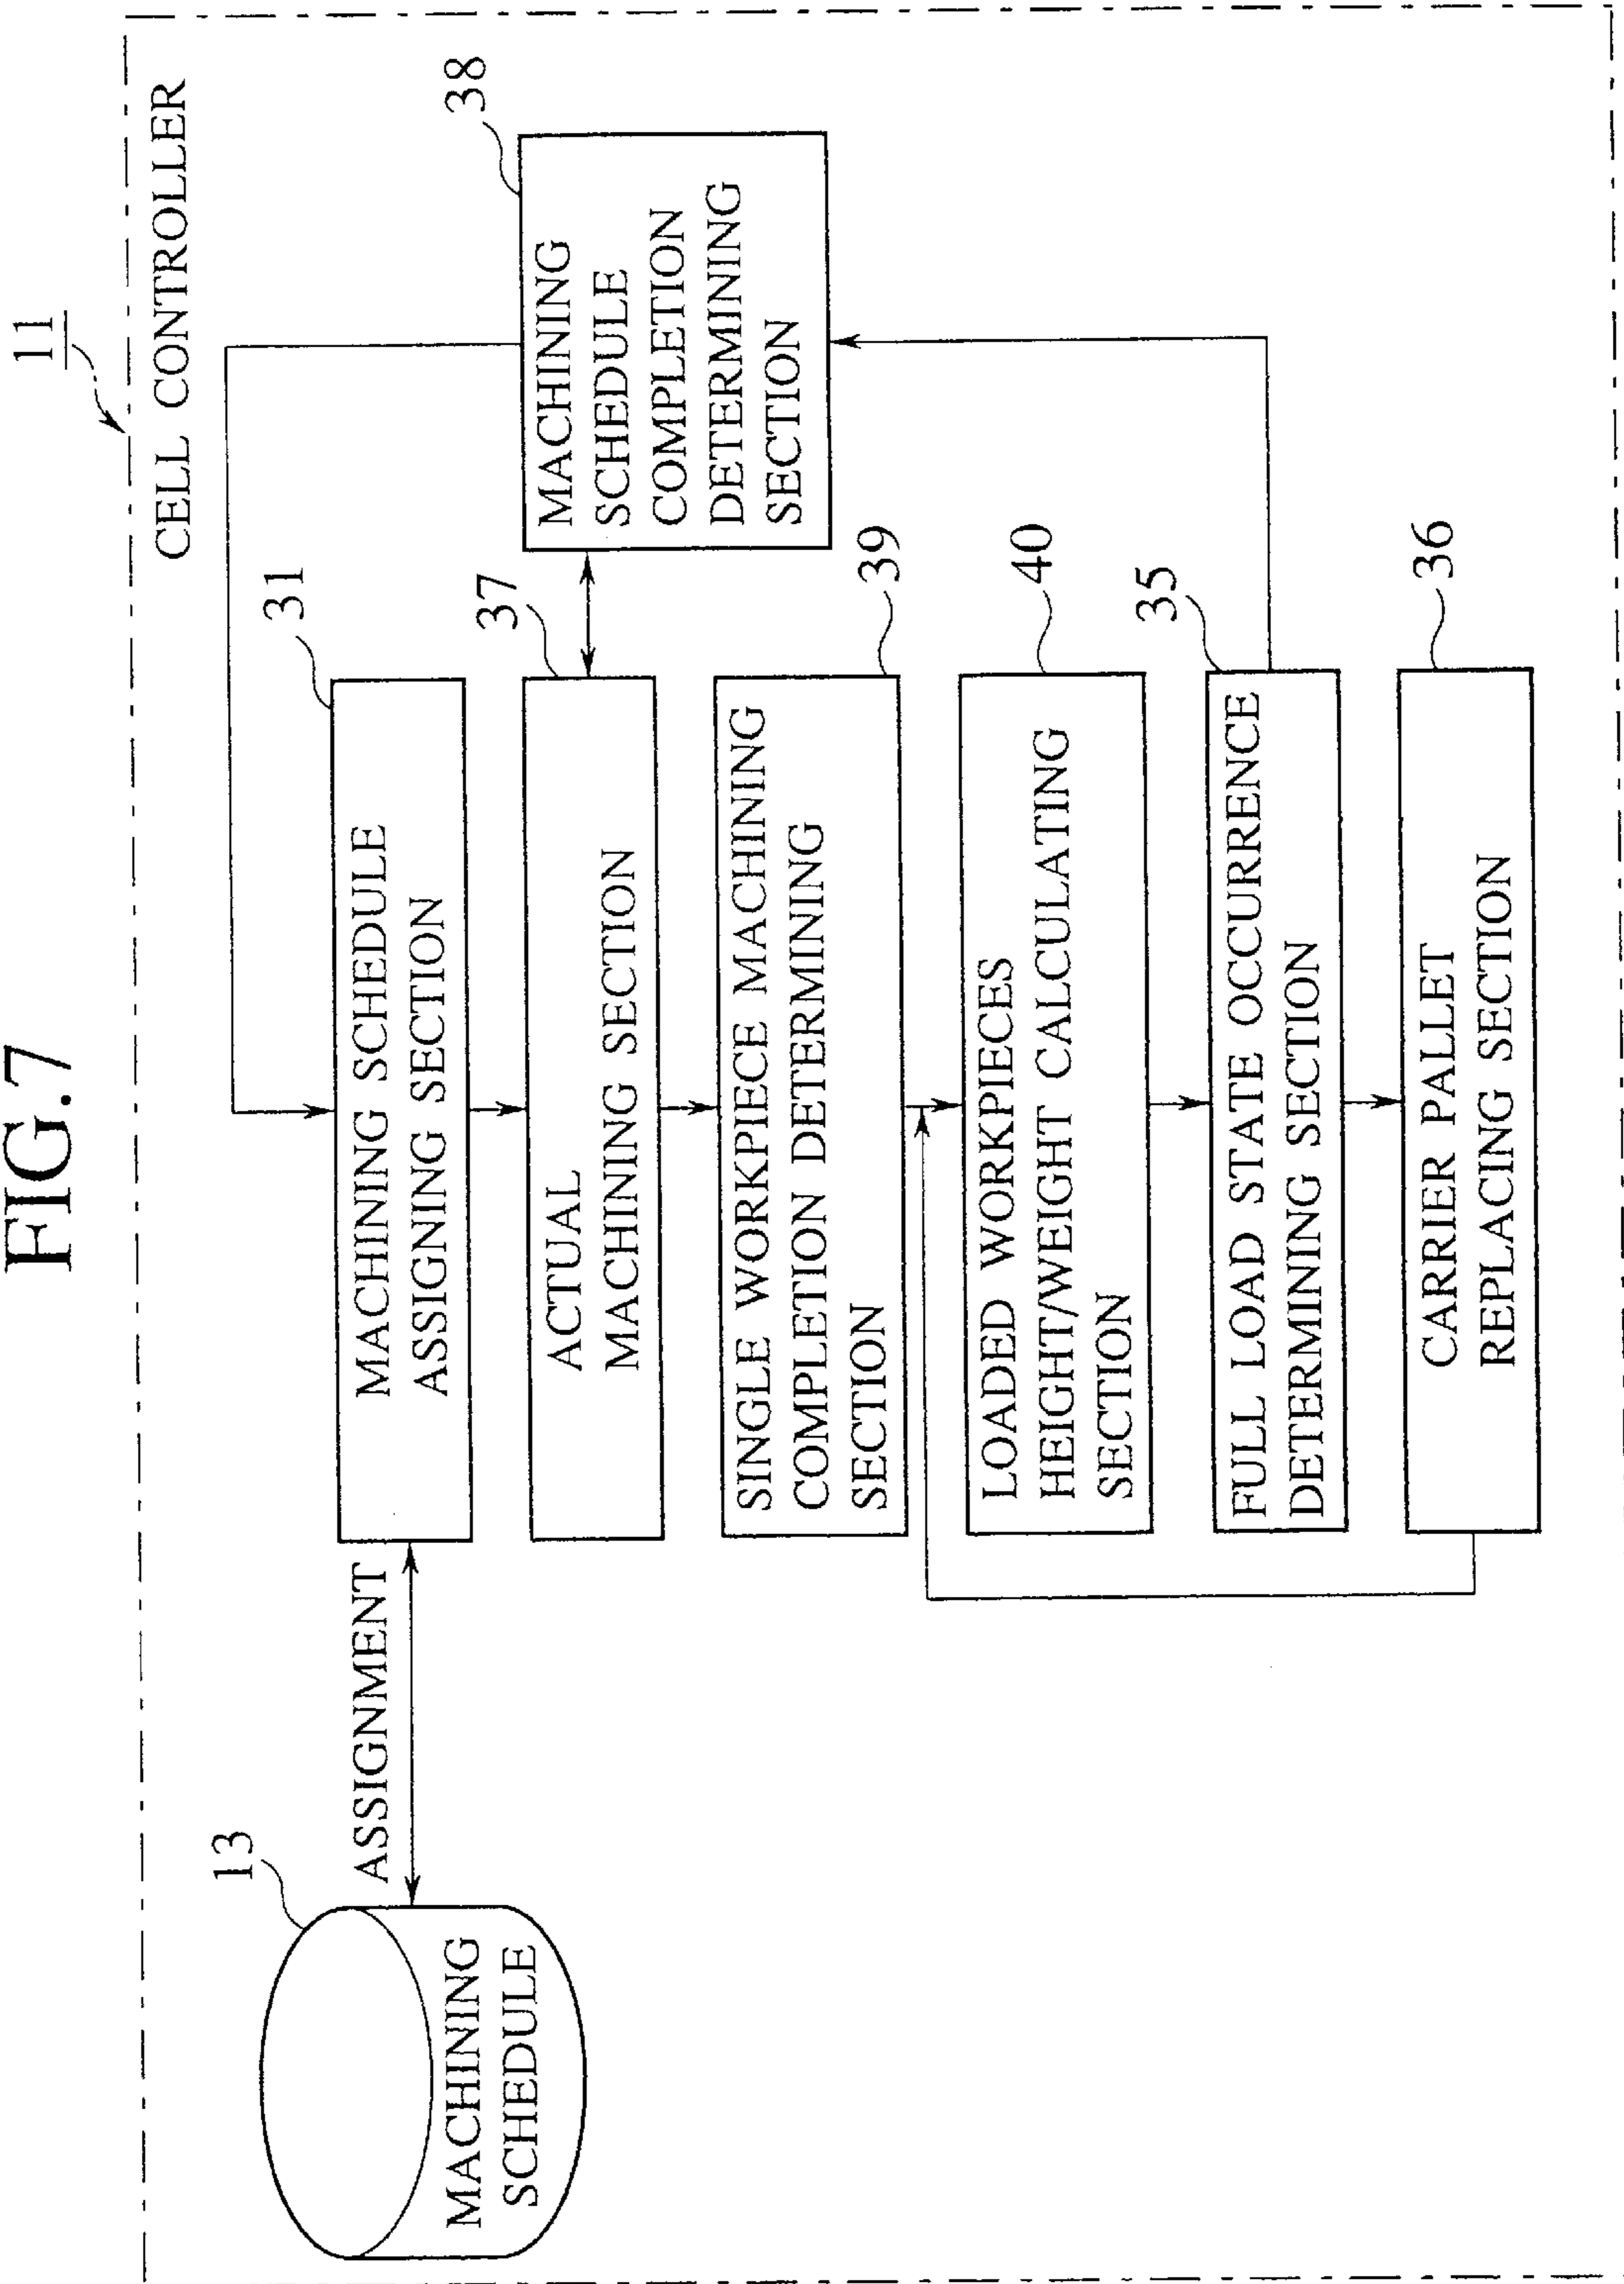 FIG.7
11
CELL CONTROLLER
13
MACHINING
SCHEDULE
ASSIGNMENT
31
MACHINING SCHEDULE
ASSIGNING SECTION
37
ACTUAL
MACHINING SECTION
38
MACHINING
SCHEDULE
COMPLETION
DETERMINING
SECTION
39
SINGLE WORKPIECE MACHINING
COMPLETION DETERMINING
SECTION
40
LOADED WORKPIECES
HEIGHT/WEIGHT CALCULATING
SECTION
35
FULL LOAD STATE OCCURRENCE
DETERMINING SECTION
36
CARRIER PALLET
REPLACING SECTION